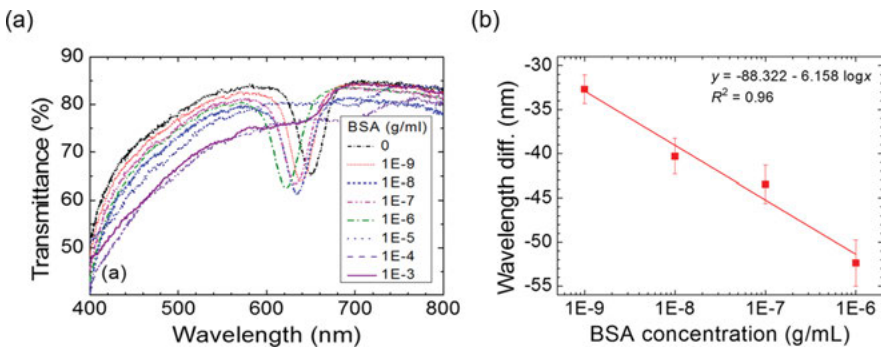 (a)
Transmittance (%)
90
80
70
60
50
BSA (g/ml)
0
1E-9
1E-8
1E-7
1E-6
1E-5
1E-4
1E-3
(a)
400 500 600 700 800
Wavelength (nm)
(b)
Wavelength diff. (nm)
-30
-35
-40
-45
-50
-55
y = -88.322 - 6.158 logx
R² = 0.96
1E-9 1E-8 1E-7 1E-6
BSA concentration (g/mL)